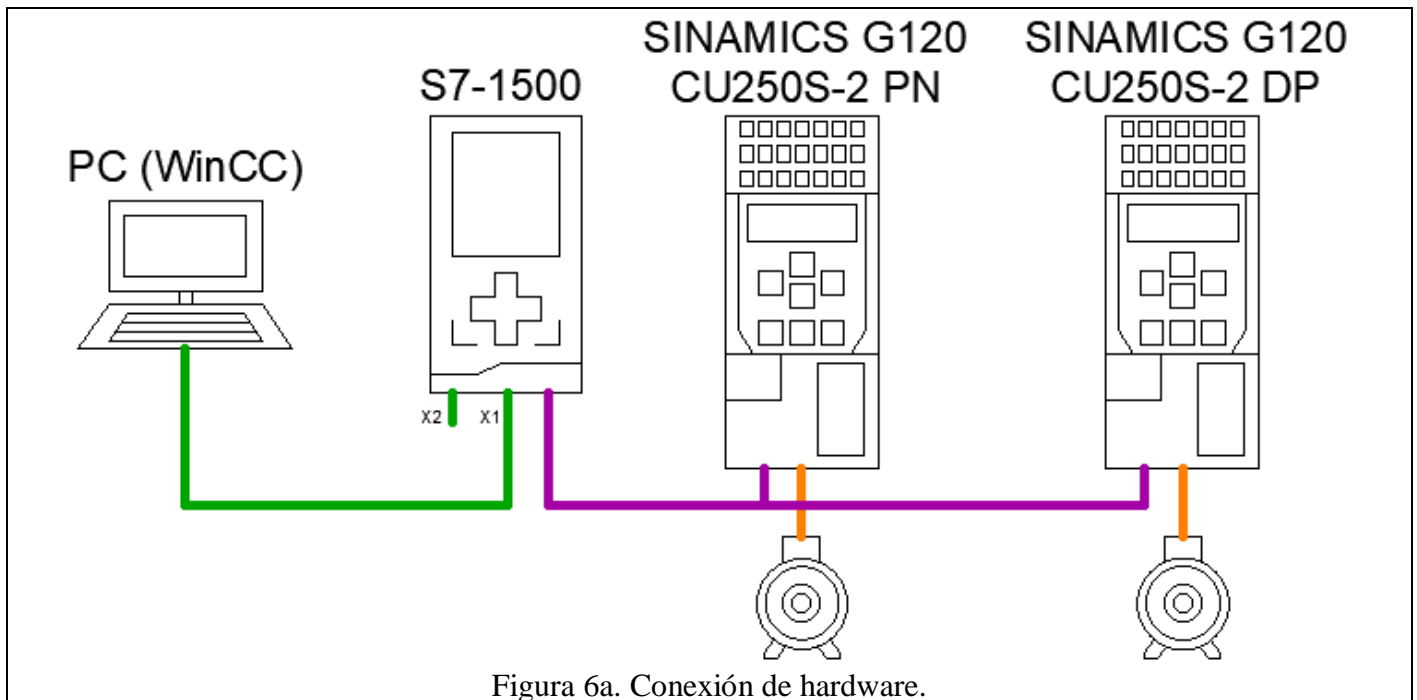 SINAMICS G120
CU250S-2 PN
SINAMICS G120
CU250S-2 DP
S7-1500
PC (WinCC)
X2
X1
Figura 6a. Conexión de hardware.